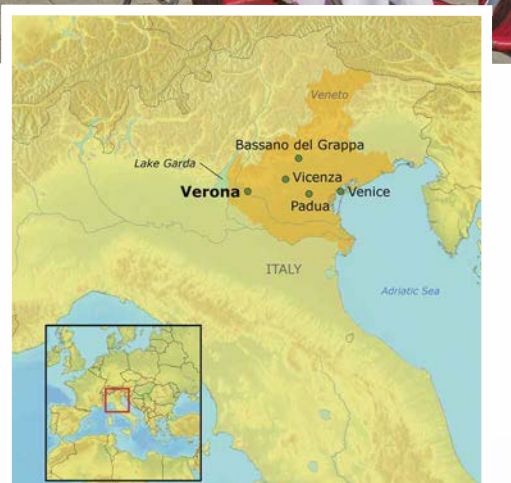 Veneto
Bassano del Grappa
Lake Garda
Vicenza
Verona
Venice
Padua
ITALY
Adriatic Sea